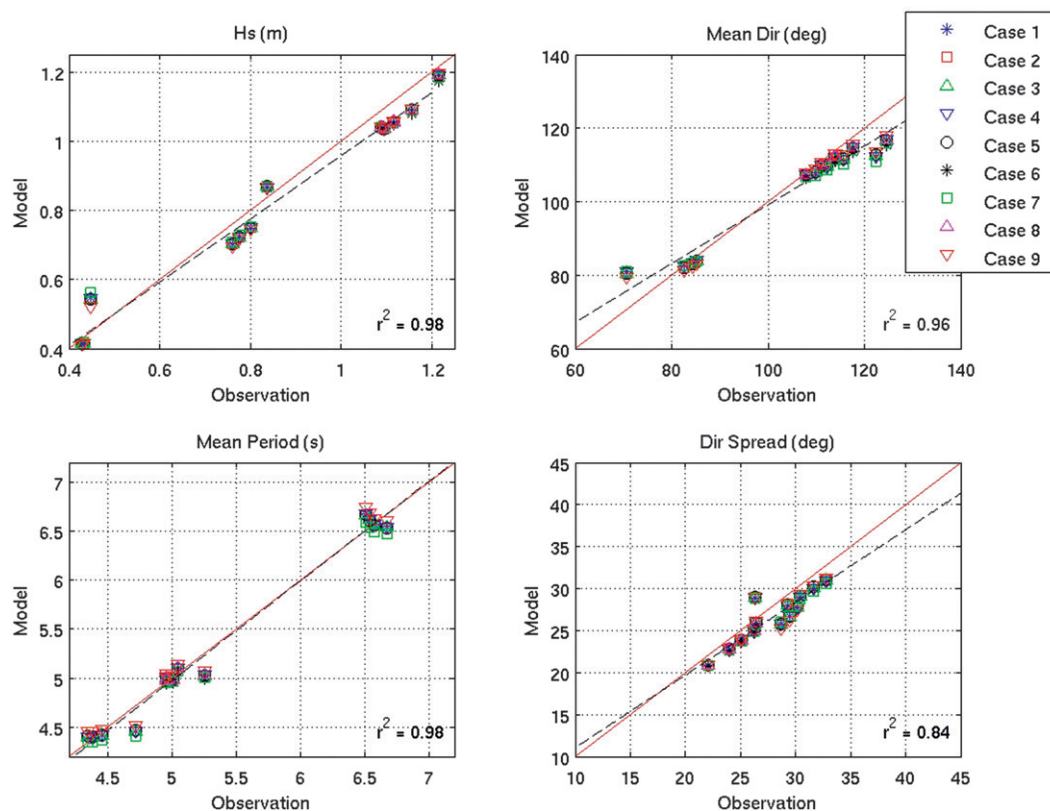 Hs (m)
1.2
1
0.8
0.6
0.4
Model
r² = 0.98
0.4 0.6 0.8 1 1.2
Observation
Mean Dir (deg)
140
120
100
80
60
Model
r² = 0.96
60 80 100 120 140
Observation
Case 1
Case 2
Case 3
Case 4
Case 5
Case 6
Case 7
Case 8
Case 9
Mean Period (s)
7
6.5
6
5.5
5
4.5
Model
r² = 0.98
4.5 5 5.5 6 6.5 7
Observation
Dir Spread (deg)
45
40
35
30
25
20
15
10
Model
r² = 0.84
10 15 20 25 30 35 40 45
Observation